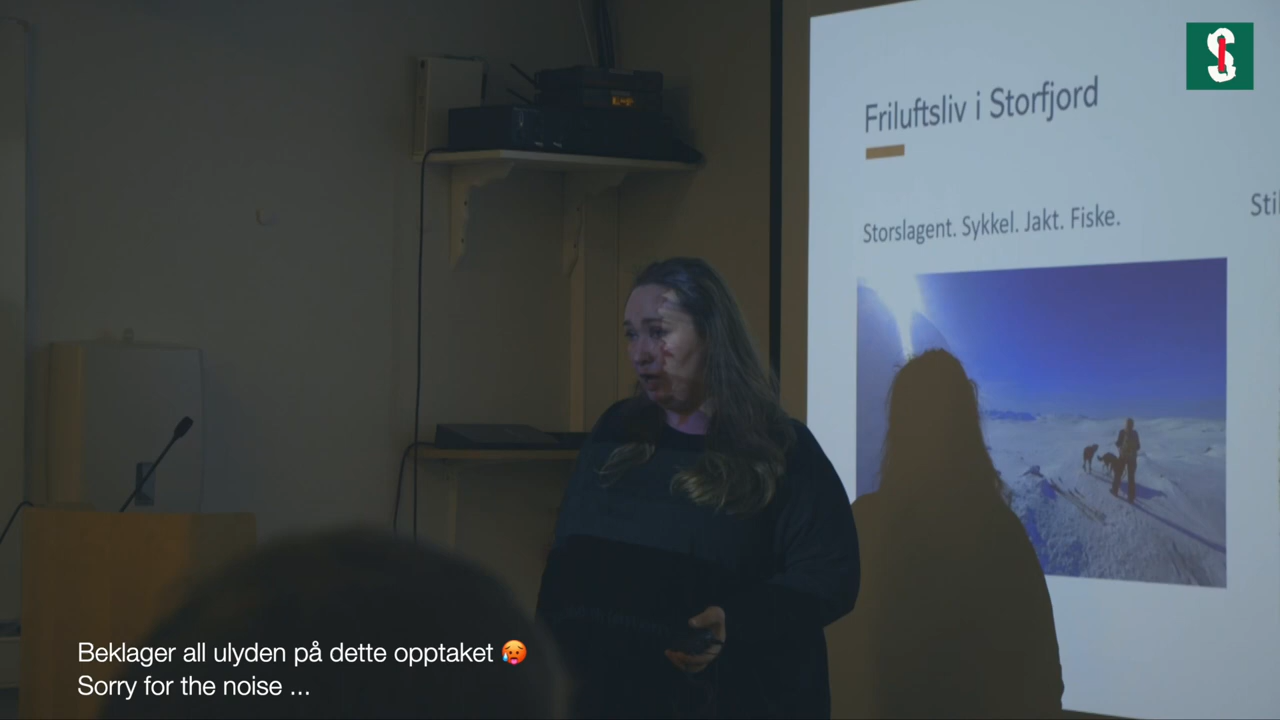 Friluftsliv i Storfjord
Storslagent. Sykkel. Jakt. Fiske.
Beklager all ulyden på dette opptaket 🥵
Sorry for the noise ...